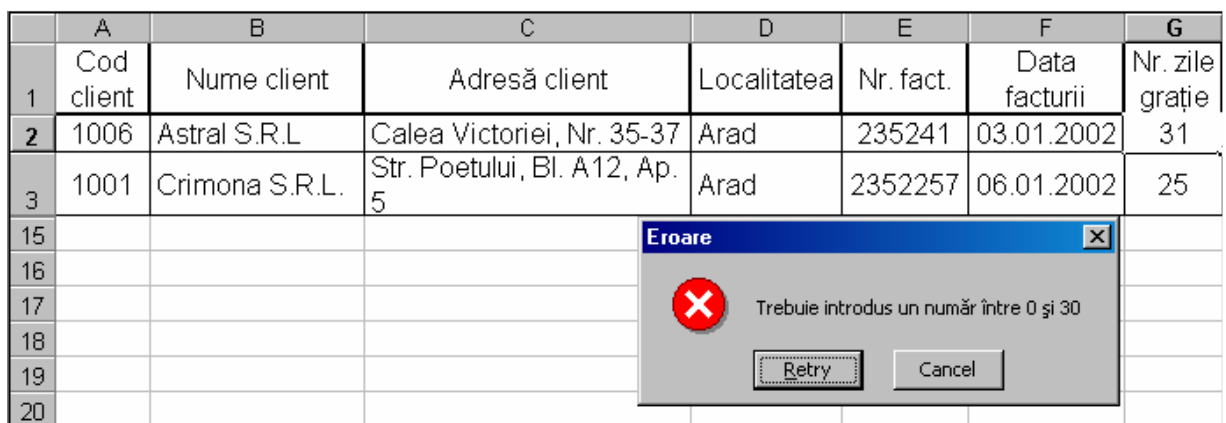 A B C D E F G
1 Cod client Nume client Adresă client Localitatea Nr. fact. Data facturii Nr. zile grație
2 1006 Astral S.R.L Calea Victoriei, Nr. 35-37 Arad 235241 03.01.2002 31
3 1001 Crimona S.R.L. Str. Poetului, Bl. A12, Ap. 5 Arad 2352257 06.01.2002 25
15
16
17
18
19
20
Eroare
Trebuie introdus un număr între 0 şi 30
Retry Cancel